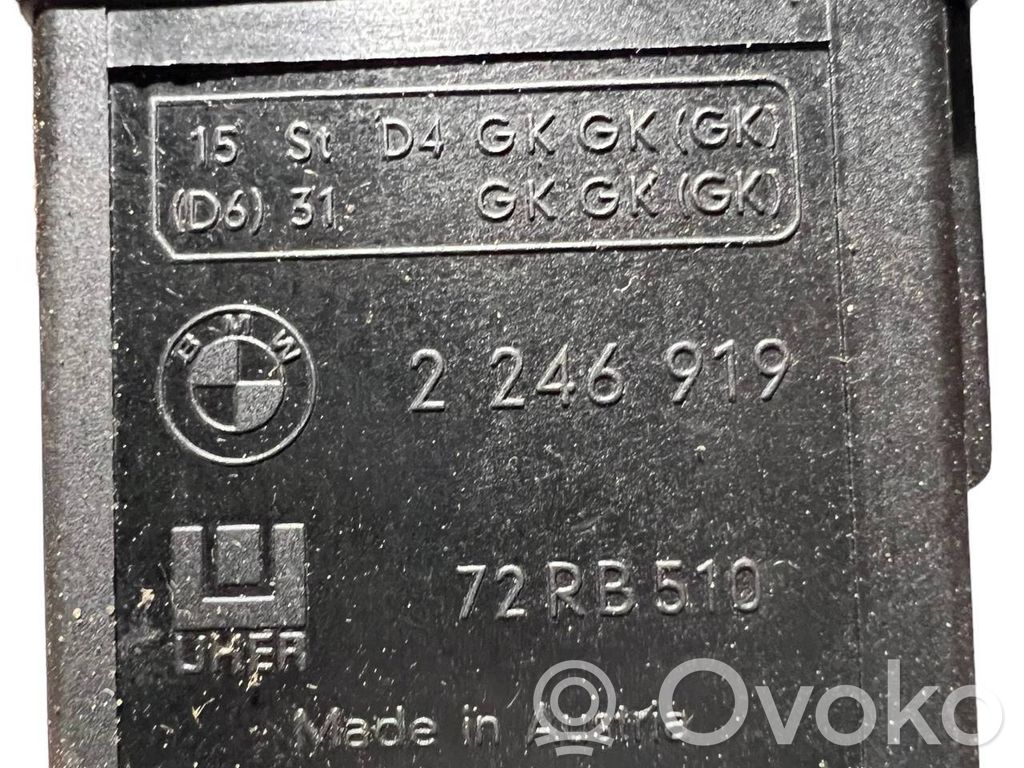 15 St D4 GK GK (GK)
(D6) 31 GK GK (GK)
BMW
2 246 919
72 RB 510
UHER
Made in Austria
Ovoko